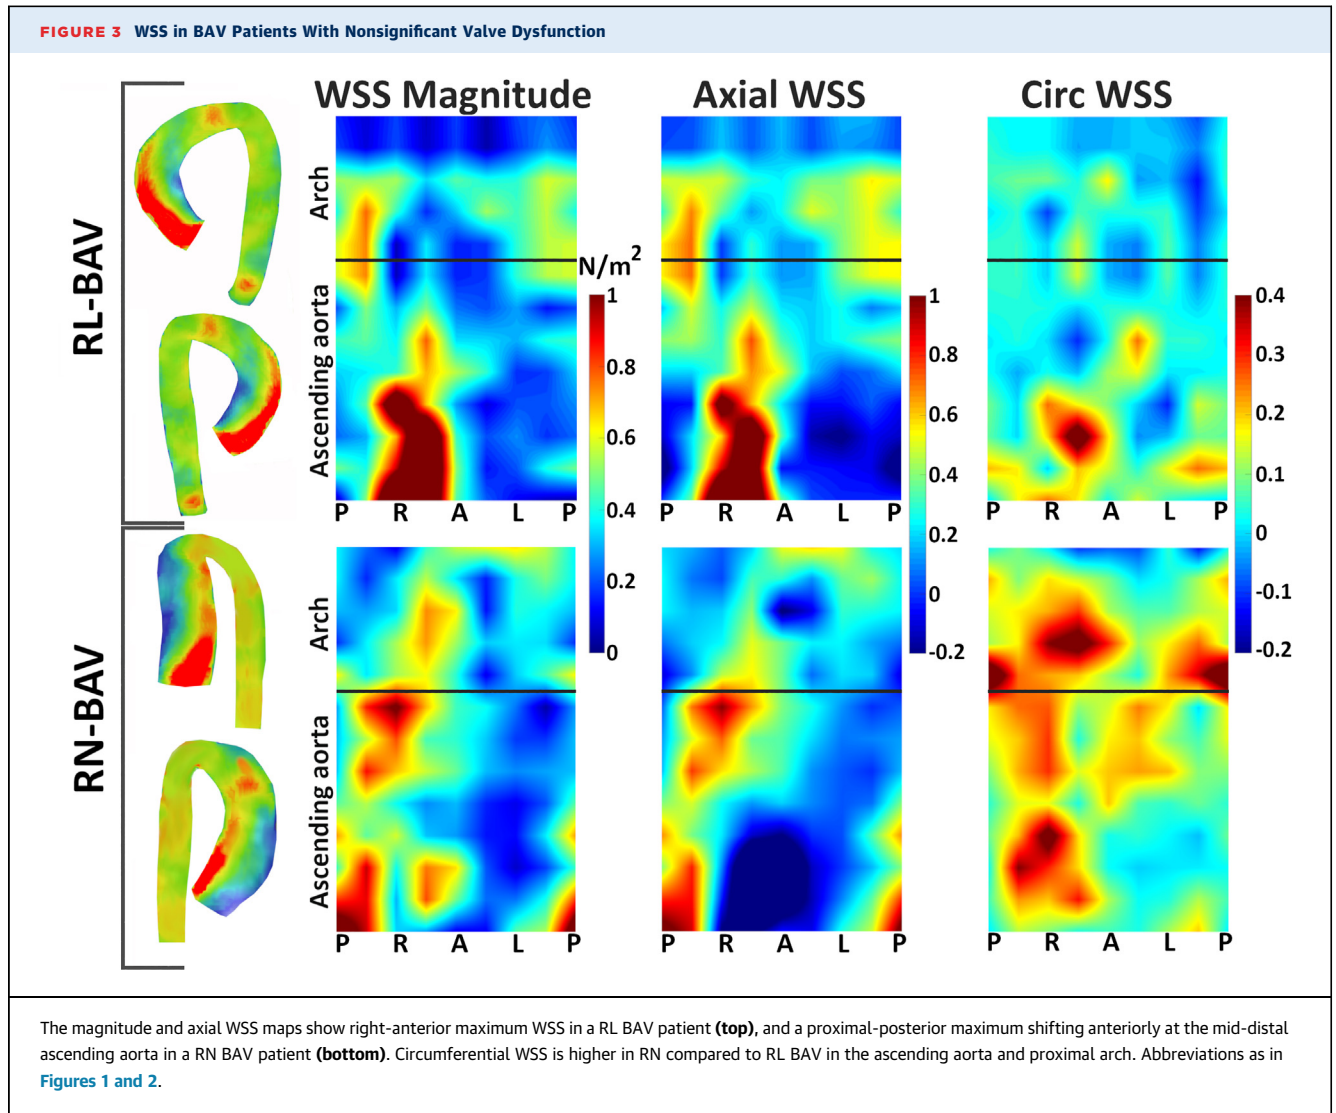 FIGURE 3 WSS in BAV Patients With Nonsignificant Valve Dysfunction
WSS Magnitude
Axial WSS
Circ WSS
RL-BAV
Arch
Ascending aorta
N/m²
1
0.8
0.6
0.4
0.2
0
1
0.8
0.6
0.4
0.2
0
-0.2
0.4
0.3
0.2
0.1
0
-0.1
-0.2
P R A L P
P R A L P
P R A L P
RN-BAV
Arch
Ascending aorta
P R A L P
P R A L P
P R A L P
The magnitude and axial WSS maps show right-anterior maximum WSS in a RL BAV patient (top), and a proximal-posterior maximum shifting anteriorly at the mid-distal
ascending aorta in a RN BAV patient (bottom). Circumferential WSS is higher in RN compared to RL BAV in the ascending aorta and proximal arch. Abbreviations as in
Figures 1 and 2.